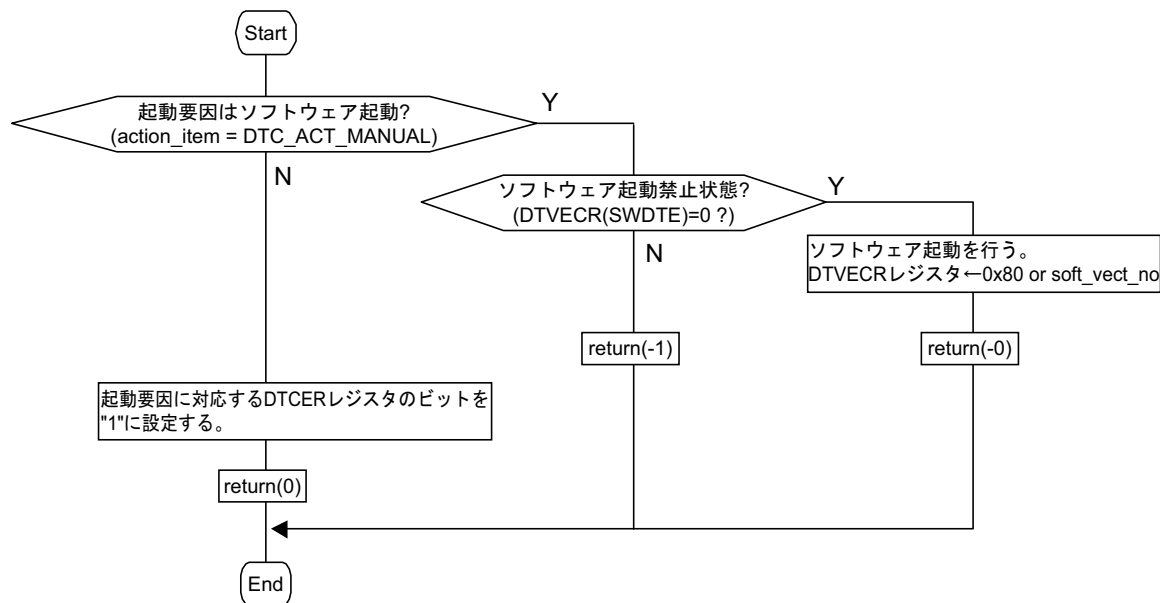 Start
起動要因はソフトウェア起動?
(action_item = DTC_ACT_MANUAL)
Y
N
ソフトウェア起動禁止状態?
(DTVECR(SWDTE)=0 ?)
Y
N
ソフトウェア起動を行う。
DTVECRレジスタ←0x80 or soft_vect_no
return(-1)
return(-0)
起動要因に対応するDTCERレジスタのビットを
"1"に設定する。
return(0)
End